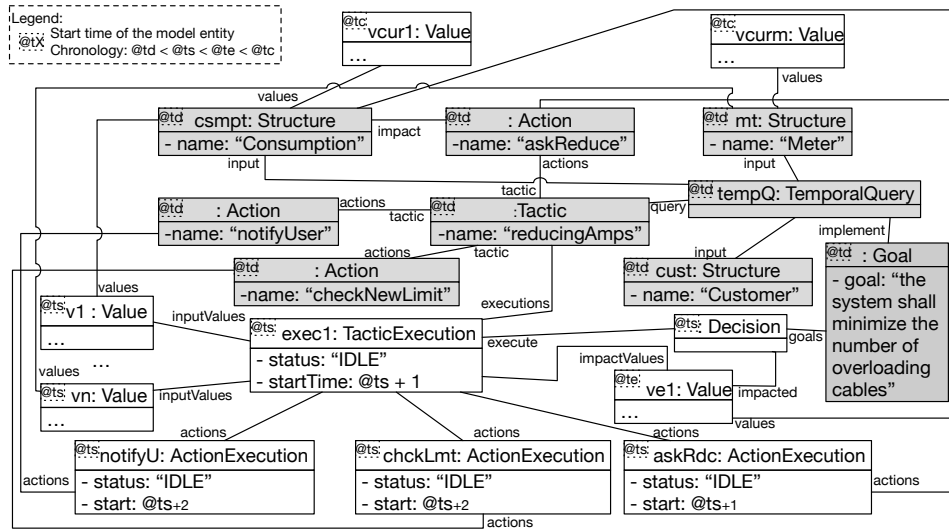 Legend:
@tX Start time of the model entity
Chronology: @td < @ts < @te < @tc
@tc vcur1: Value
...
@tc vcurm: Value
...
values
values
@td csmpt: Structure
- name: “Consumption”
impact
@td : Action
-name: “askReduce”
@td mt: Structure
- name: “Meter”
input
actions
input
@td : Action
-name: “notifyUser”
actions
tactic
tactic
@td :Tactic
-name: “reducingAmps”
query
@td tempQ: TemporalQuery
implement
actions
tactic
@td : Action
-name: “checkNewLimit”
input
@td cust: Structure
- name: “Customer”
@td : Goal
- goal: “the
system shall
minimize the
number of
overloading
cables”
values
executions
@ts v1 : Value
...
inputValues
@ts exec1: TacticExecution
- status: “IDLE”
- startTime: @ts + 1
execute
@ts Decision
goals
...
values
@ts vn: Value
...
inputValues
impactValues
@te ve1: Value
...
impacted
values
actions
actions
actions
@ts notifyU: ActionExecution
- status: “IDLE”
- start: @ts+2
@ts chckLmt: ActionExecution
- status: “IDLE”
- start: @ts+2
@ts askRdc: ActionExecution
- status: “IDLE”
- start: @ts+1
actions
actions
actions